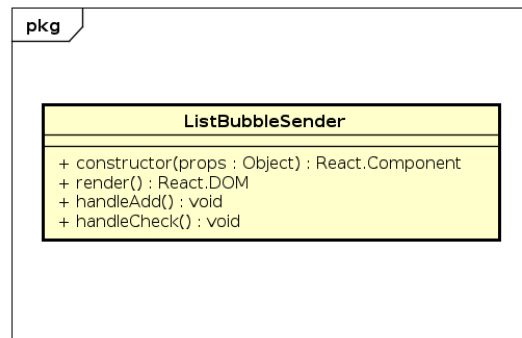 pkg
ListBubbleSender
+ constructor(props : Object) : React.Component
+ render() : React.DOM
+ handleAdd() : void
+ handleCheck() : void